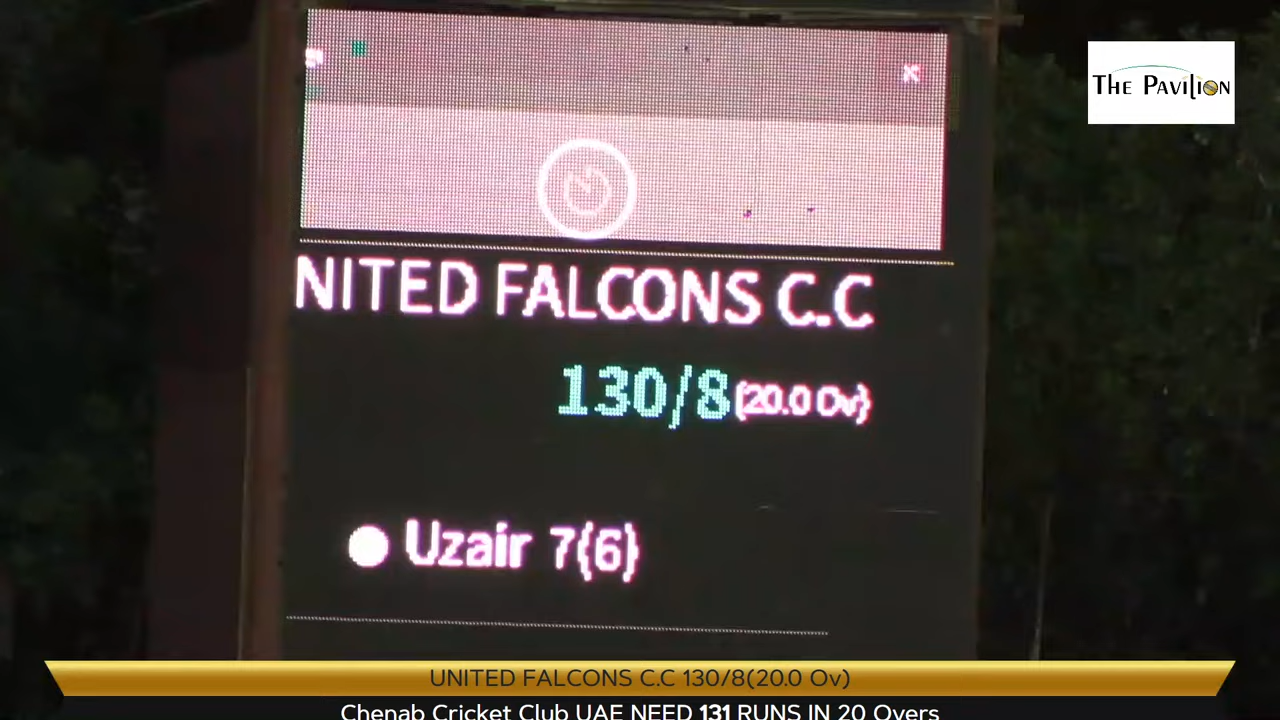 THE PAVILION
NITED FALCONS C.C
130/8(20.0 Ov)
Uzair 7(6)
UNITED FALCONS C.C 130/8(20.0 Ov)
Chenab Cricket Club UAE NEED 131 RUNS IN 20 Overs